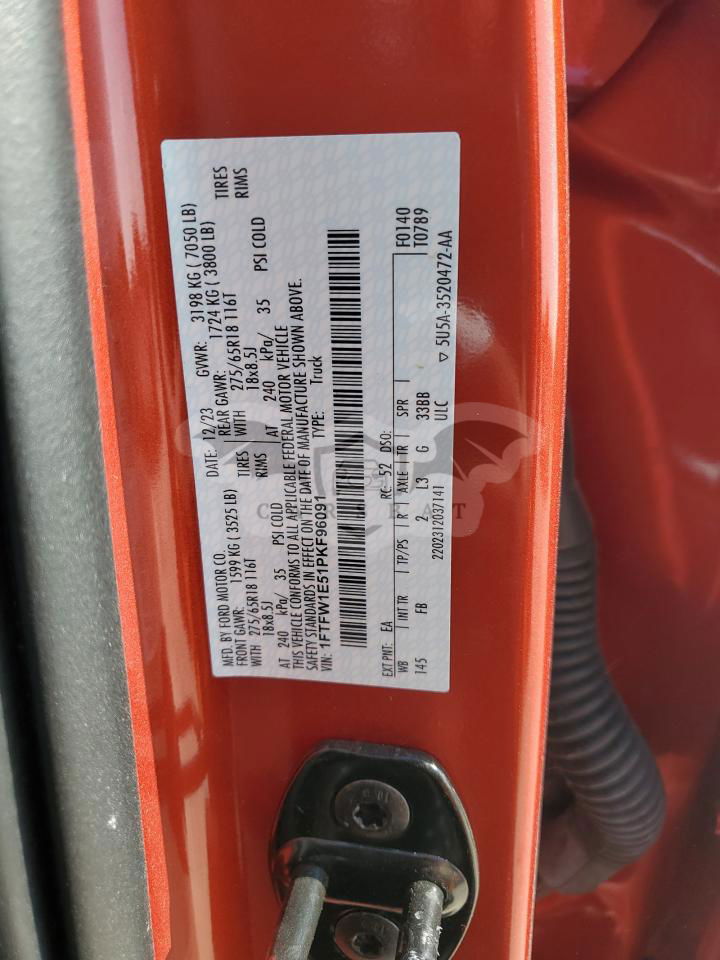 MFD. BY FORD MOTOR CO. DATE: 12/23 GVWR: 3198 KG ( 7050 LB)
FRONT GAWR: 1599 KG ( 3525 LB) REAR GAWR: 1724 KG ( 3800 LB)
WITH 275/65R18 116T TIRES WITH 275/65R18 116T TIRES
18x8.5J RIMS 18x8.5J RIMS
AT 240 kPa/ 35 PSI COLD AT 240 kPa/ 35 PSI COLD
THIS VEHICLE CONFORMS TO ALL APPLICABLE FEDERAL MOTOR VEHICLE
SAFETY STANDARDS IN EFFECT ON THE DATE OF MANUFACTURE SHOWN ABOVE.
VIN: 1FTFW1E51PKF96091 TYPE: Truck
EXT PNT: EA RC: 52 DSO: F0140
WB INT TR TP/PS R AXLE TR SPR T0789
145 FB 2 L3 G 33BB
2202312037141 ULC ▽ 5U5A-3520472-AA